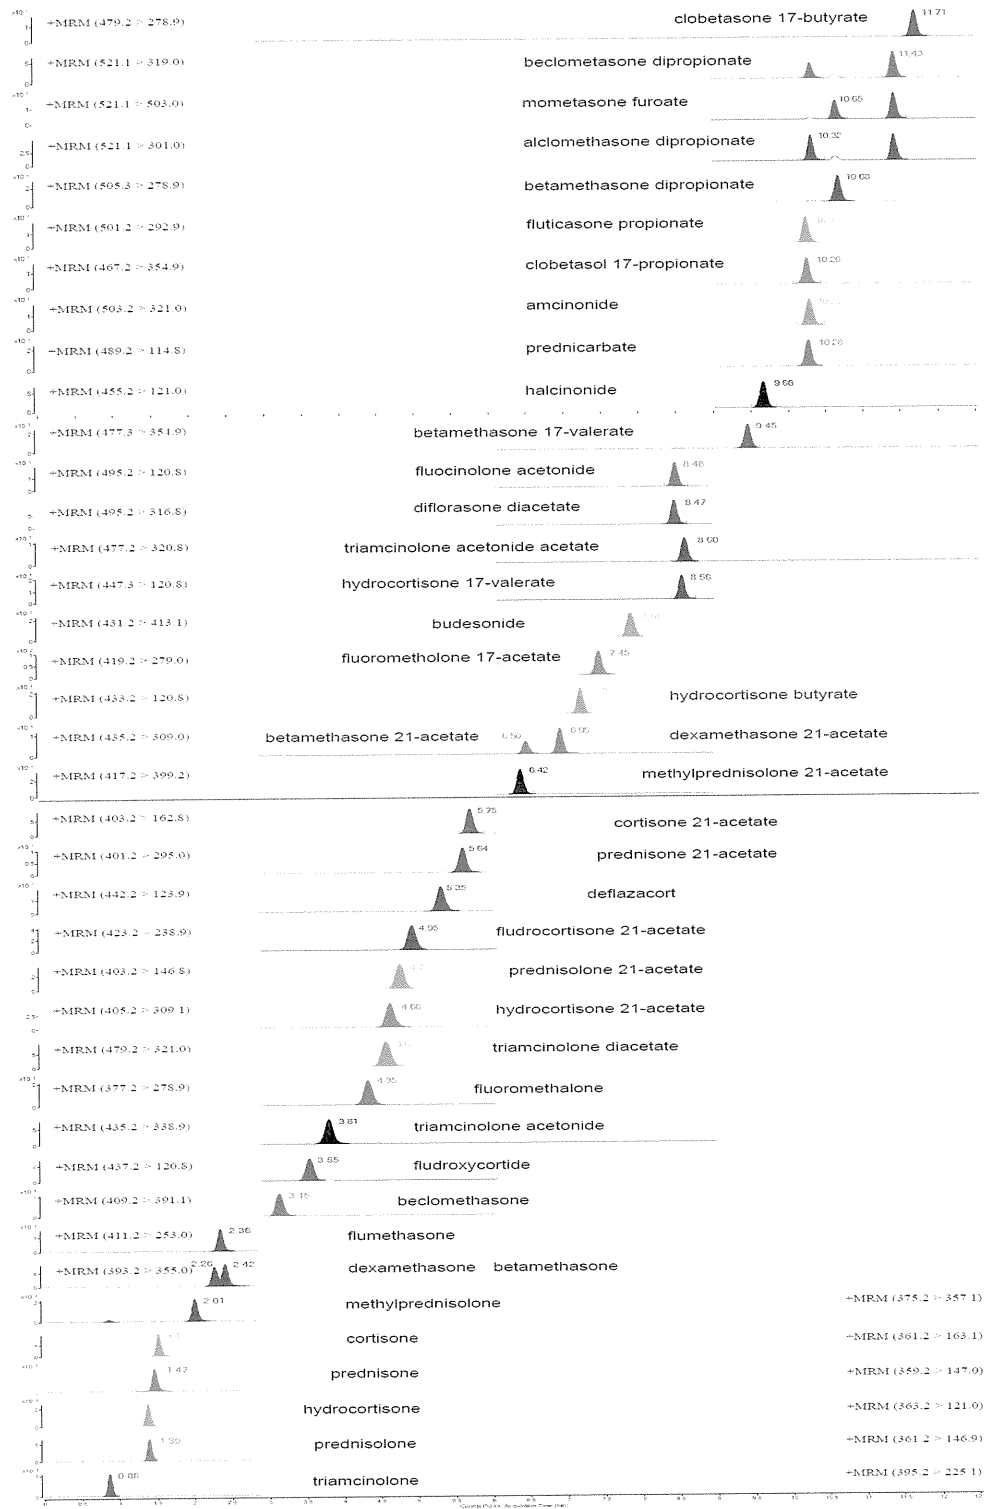 +MRM (479.2 > 278.9) clobetasone 17-butyrate 11.71
+MRM (521.1 > 319.0) beclometasone dipropionate 11.43
+MRM (521.1 > 503.0) mometasone furoate 10.65
+MRM (521.1 > 301.0) alclomethasone dipropionate 10.32
+MRM (505.3 > 278.9) betamethasone dipropionate 10.68
+MRM (501.2 > 292.9) fluticasone propionate
+MRM (467.2 > 354.9) clobetasol 17-propionate 10.26
+MRM (503.2 > 321.0) amcinonide
+MRM (489.2 > 114.8) prednicarbate 10.28
+MRM (455.2 > 121.0) halcinonide 9.66
+MRM (477.3 > 354.9) betamethasone 17-valerate 9.45
+MRM (495.2 > 120.8) fluocinolone acetonide 8.48
+MRM (495.2 > 316.8) diflorasone diacetate 8.47
+MRM (477.2 > 320.8) triamcinolone acetonide acetate 8.60
+MRM (447.3 > 120.8) hydrocortisone 17-valerate 8.56
+MRM (431.2 > 413.1) budesonide
+MRM (419.2 > 279.0) fluorometholone 17-acetate 7.45
+MRM (433.2 > 120.8) hydrocortisone butyrate
+MRM (435.2 > 309.0) betamethasone 21-acetate 6.50 6.95 dexamethasone 21-acetate
+MRM (417.2 > 399.2) 6.42 methylprednisolone 21-acetate
+MRM (403.2 > 162.8) 5.75 cortisone 21-acetate
+MRM (401.2 > 295.0) 5.64 prednisone 21-acetate
+MRM (442.2 > 123.9) 5.35 deflazacort
+MRM (423.2 > 238.9) 4.95 fludrocortisone 21-acetate
+MRM (403.2 > 146.8) prednisolone 21-acetate
+MRM (405.2 > 309.1) 4.66 hydrocortisone 21-acetate
+MRM (479.2 > 321.0) triamcinolone diacetate
+MRM (377.2 > 278.9) 4.35 fluoromethalone
+MRM (435.2 > 338.9) 3.81 triamcinolone acetonide
+MRM (437.2 > 120.8) 3.55 fludroxycortide
+MRM (409.2 > 391.1) 3.15 beclomethasone
+MRM (411.2 > 253.0) 2.36 flumethasone
+MRM (393.2 > 355.0) 2.26 2.42 dexamethasone betamethasone
2.01 methylprednisolone +MRM (375.2 > 357.1)
cortisone +MRM (361.2 > 163.1)
1.47 prednisone +MRM (359.2 > 147.0)
hydrocortisone +MRM (363.2 > 121.0)
1.39 prednisolone +MRM (361.2 > 146.9)
0.86 triamcinolone +MRM (395.2 > 225.1)